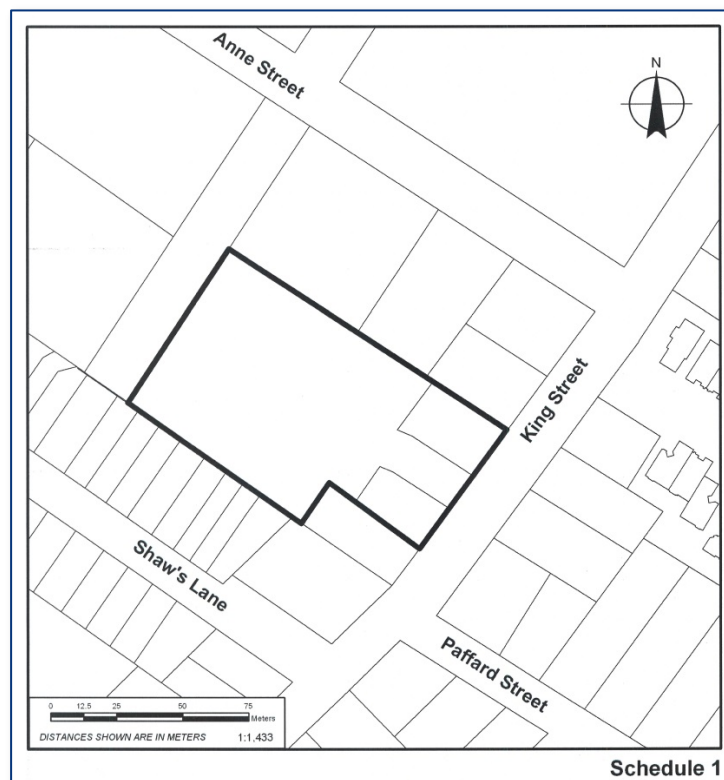 Anne Street
N
King Street
Shaw's Lane
Paffard Street
0 12.5 25 50 75
Meters
DISTANCES SHOWN ARE IN METERS 1:1,433
Schedule 1